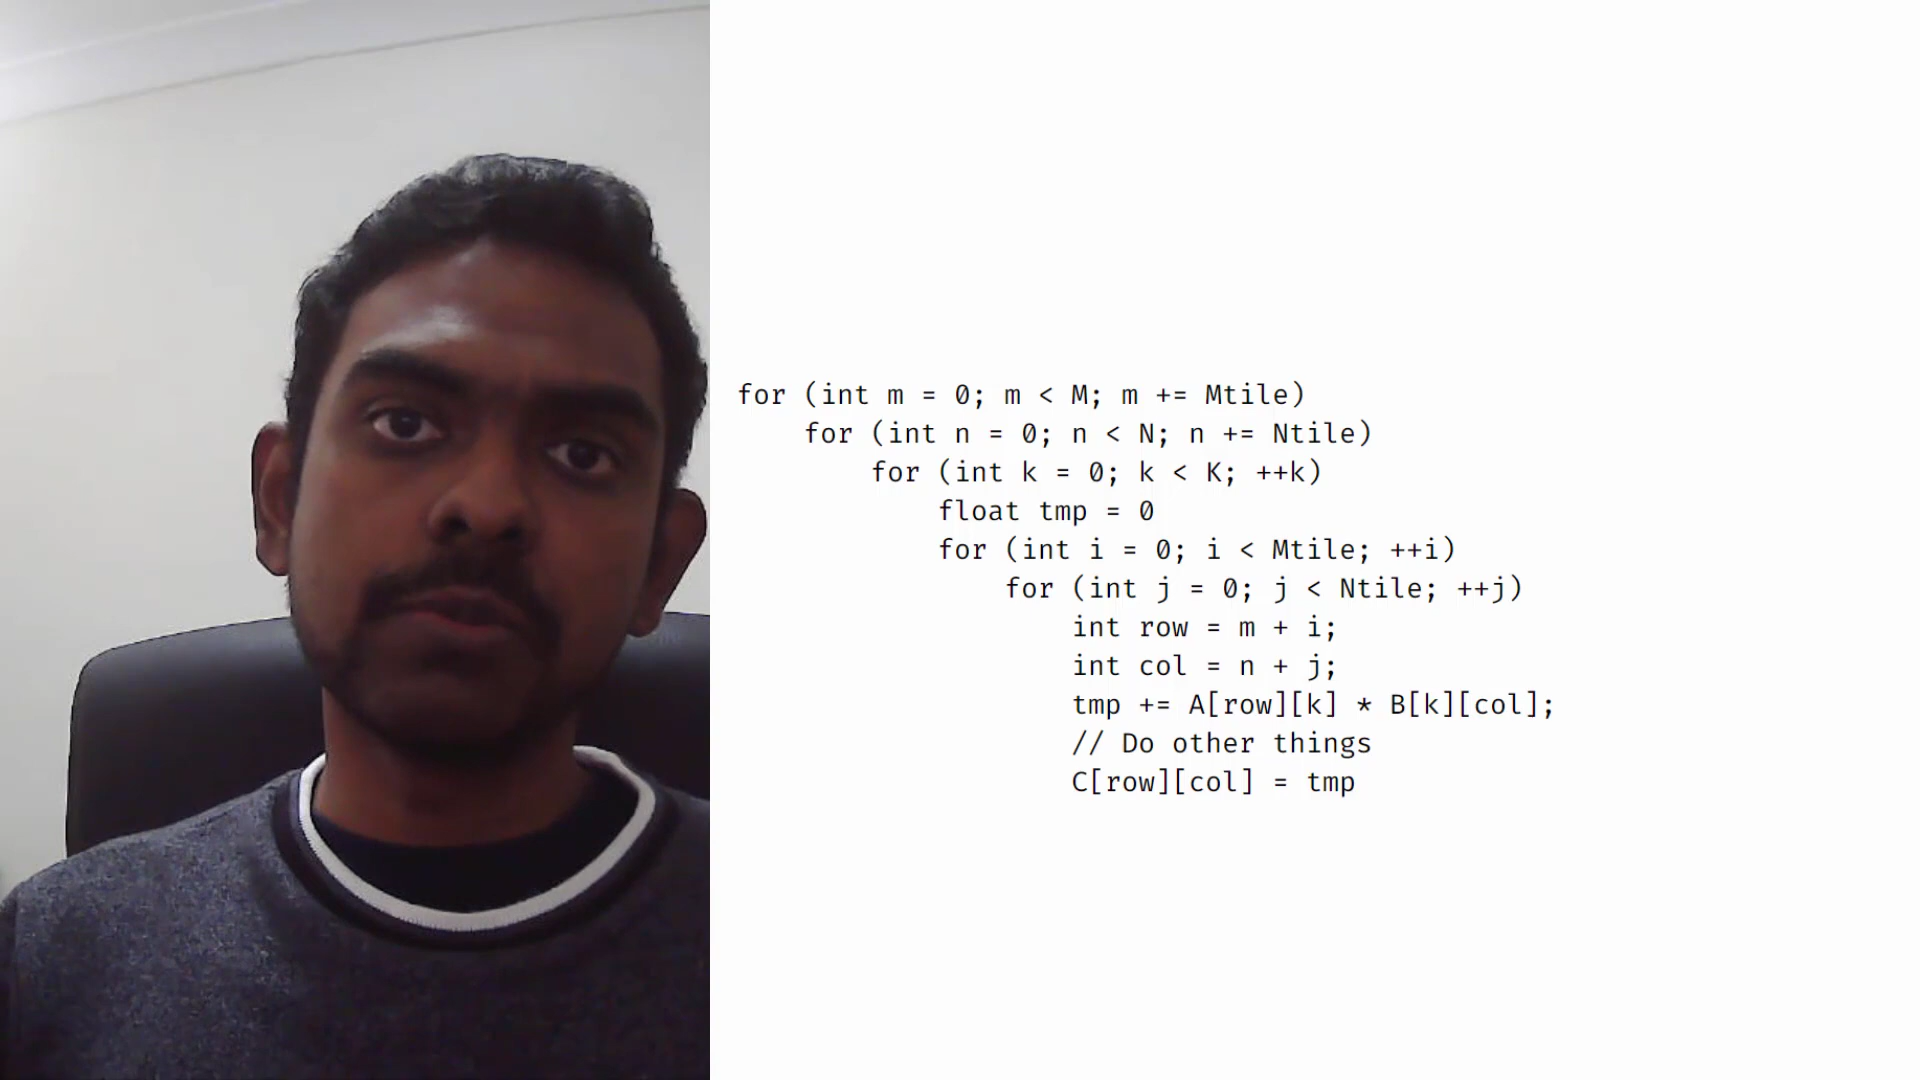 for (int m = 0; m < M; m += Mtile)
for (int n = 0; n < N; n += Ntile)
for (int k = 0; k < K; ++k)
float tmp = 0
for (int i = 0; i < Mtile; ++i)
for (int j = 0; j < Ntile; ++j)
int row = m + i;
int col = n + j;
tmp += A[row][k] * B[k][col];
// Do other things
C[row][col] = tmp